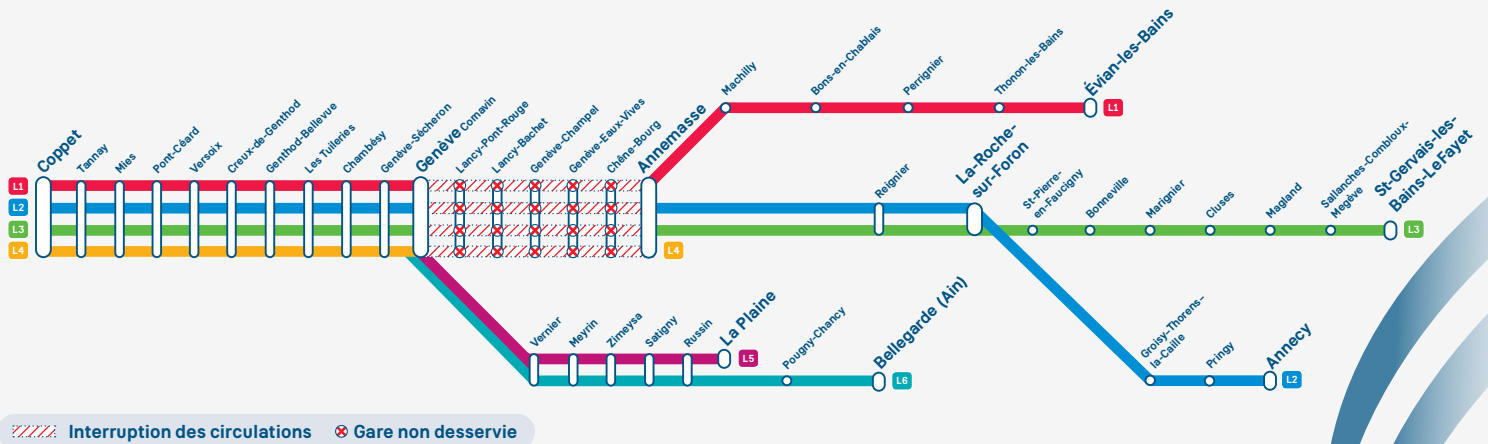 L1
L2
L3
L4
Coppet
Tannay
Mies
Pont-Céard
Versoix
Creux-de-Genthod
Genthod-Bellevue
Les Tuileries
Chambésy
Genève-Sécheron
Genève Cornavin
Lancy-Pont-Rouge
Lancy-Bachet
Genève-Champel
Genève-Eaux-Vives
Chêne-Bourg
Annemasse
L4
Machilly
Bons-en-Chablais
Perrignier
Thonon-les-Bains
Évian-les-Bains
L1
Reignier
La-Roche-
sur-Foron
St-Pierre-
en-Faucigny
Bonneville
Marignier
Cluses
Magland
Sallanches-Combloux-
Megève
St-Gervais-les-
Bains-LeFayet
L3
Vernier
Meyrin
Zimeysa
Satigny
Russin
La Plaine
L5
Pougny-Chancy
Bellegarde (Ain)
L6
Groisy-Thorens-
la-Caille
Pringy
Annecy
L2
Interruption des circulations
Gare non desservie